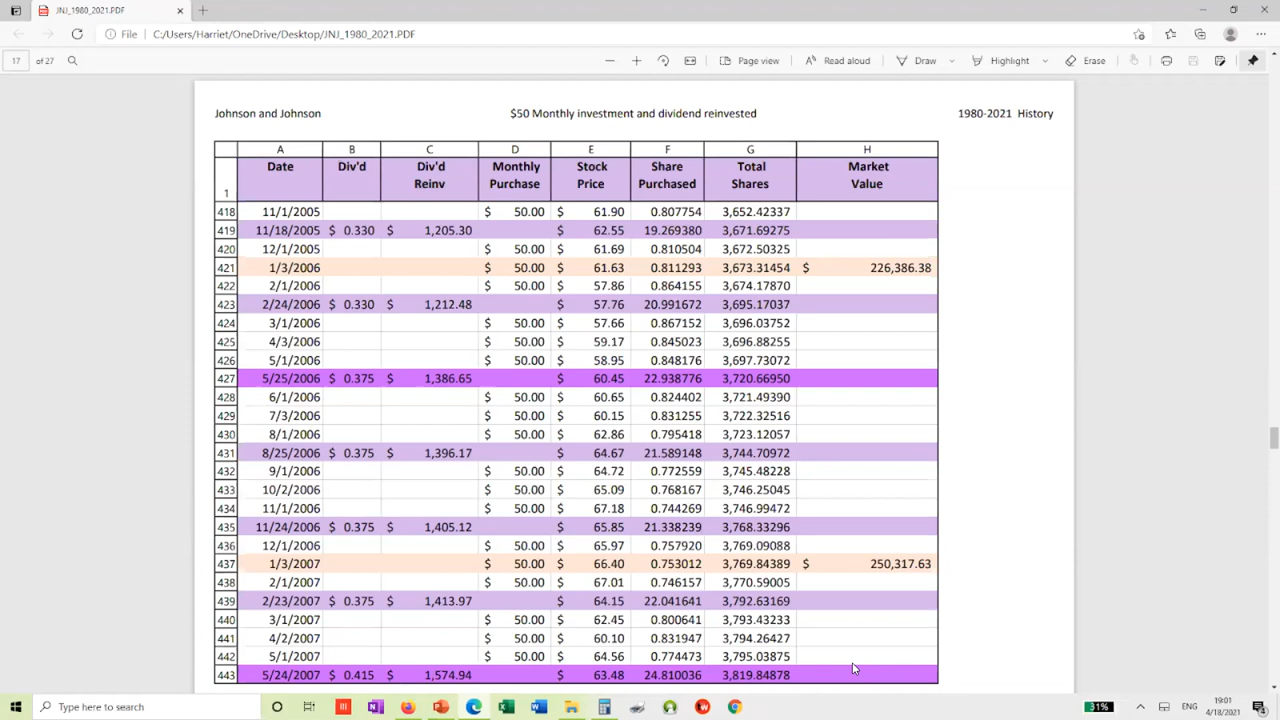 JNJ_1980_2021.PDF
File C:/Users/Harriet/OneDrive/Desktop/JNJ_1980_2021.PDF
17 of 27 Page view Read aloud Draw Highlight Erase
Johnson and Johnson $50 Monthly investment and dividend reinvested 1980-2021 History
A B C D E F G H
Date Div'd Div'd Monthly Stock Share Total Market
1 Reinv Purchase Price Purchased Shares Value
418 11/1/2005 $ 50.00 $ 61.90 0.807754 3,652.42337
419 11/18/2005 $ 0.330 $ 1,205.30 $ 62.55 19.269380 3,671.69275
420 12/1/2005 $ 50.00 $ 61.69 0.810504 3,672.50325
421 1/3/2006 $ 50.00 $ 61.63 0.811293 3,673.31454 $ 226,386.38
422 2/1/2006 $ 50.00 $ 57.86 0.864155 3,674.17870
423 2/24/2006 $ 0.330 $ 1,212.48 $ 57.76 20.991672 3,695.17037
424 3/1/2006 $ 50.00 $ 57.66 0.867152 3,696.03752
425 4/3/2006 $ 50.00 $ 59.17 0.845023 3,696.88255
426 5/1/2006 $ 50.00 $ 58.95 0.848176 3,697.73072
427 5/25/2006 $ 0.375 $ 1,386.65 $ 60.45 22.938776 3,720.66950
428 6/1/2006 $ 50.00 $ 60.65 0.824402 3,721.49390
429 7/3/2006 $ 50.00 $ 60.15 0.831255 3,722.32516
430 8/1/2006 $ 50.00 $ 62.86 0.795418 3,723.12057
431 8/25/2006 $ 0.375 $ 1,396.17 $ 64.67 21.589148 3,744.70972
432 9/1/2006 $ 50.00 $ 64.72 0.772559 3,745.48228
433 10/2/2006 $ 50.00 $ 65.09 0.768167 3,746.25045
434 11/1/2006 $ 50.00 $ 67.18 0.744269 3,746.99472
435 11/24/2006 $ 0.375 $ 1,405.12 $ 65.85 21.338239 3,768.33296
436 12/1/2006 $ 50.00 $ 65.97 0.757920 3,769.09088
437 1/3/2007 $ 50.00 $ 66.40 0.753012 3,769.84389 $ 250,317.63
438 2/1/2007 $ 50.00 $ 67.01 0.746157 3,770.59005
439 2/23/2007 $ 0.375 $ 1,413.97 $ 64.15 22.041641 3,792.63169
440 3/1/2007 $ 50.00 $ 62.45 0.800641 3,793.43233
441 4/2/2007 $ 50.00 $ 60.10 0.831947 3,794.26427
442 5/1/2007 $ 50.00 $ 64.56 0.774473 3,795.03875
443 5/24/2007 $ 0.415 $ 1,574.94 $ 63.48 24.810036 3,819.84878
Type here to search 31% ENG 19:01
4/18/2021